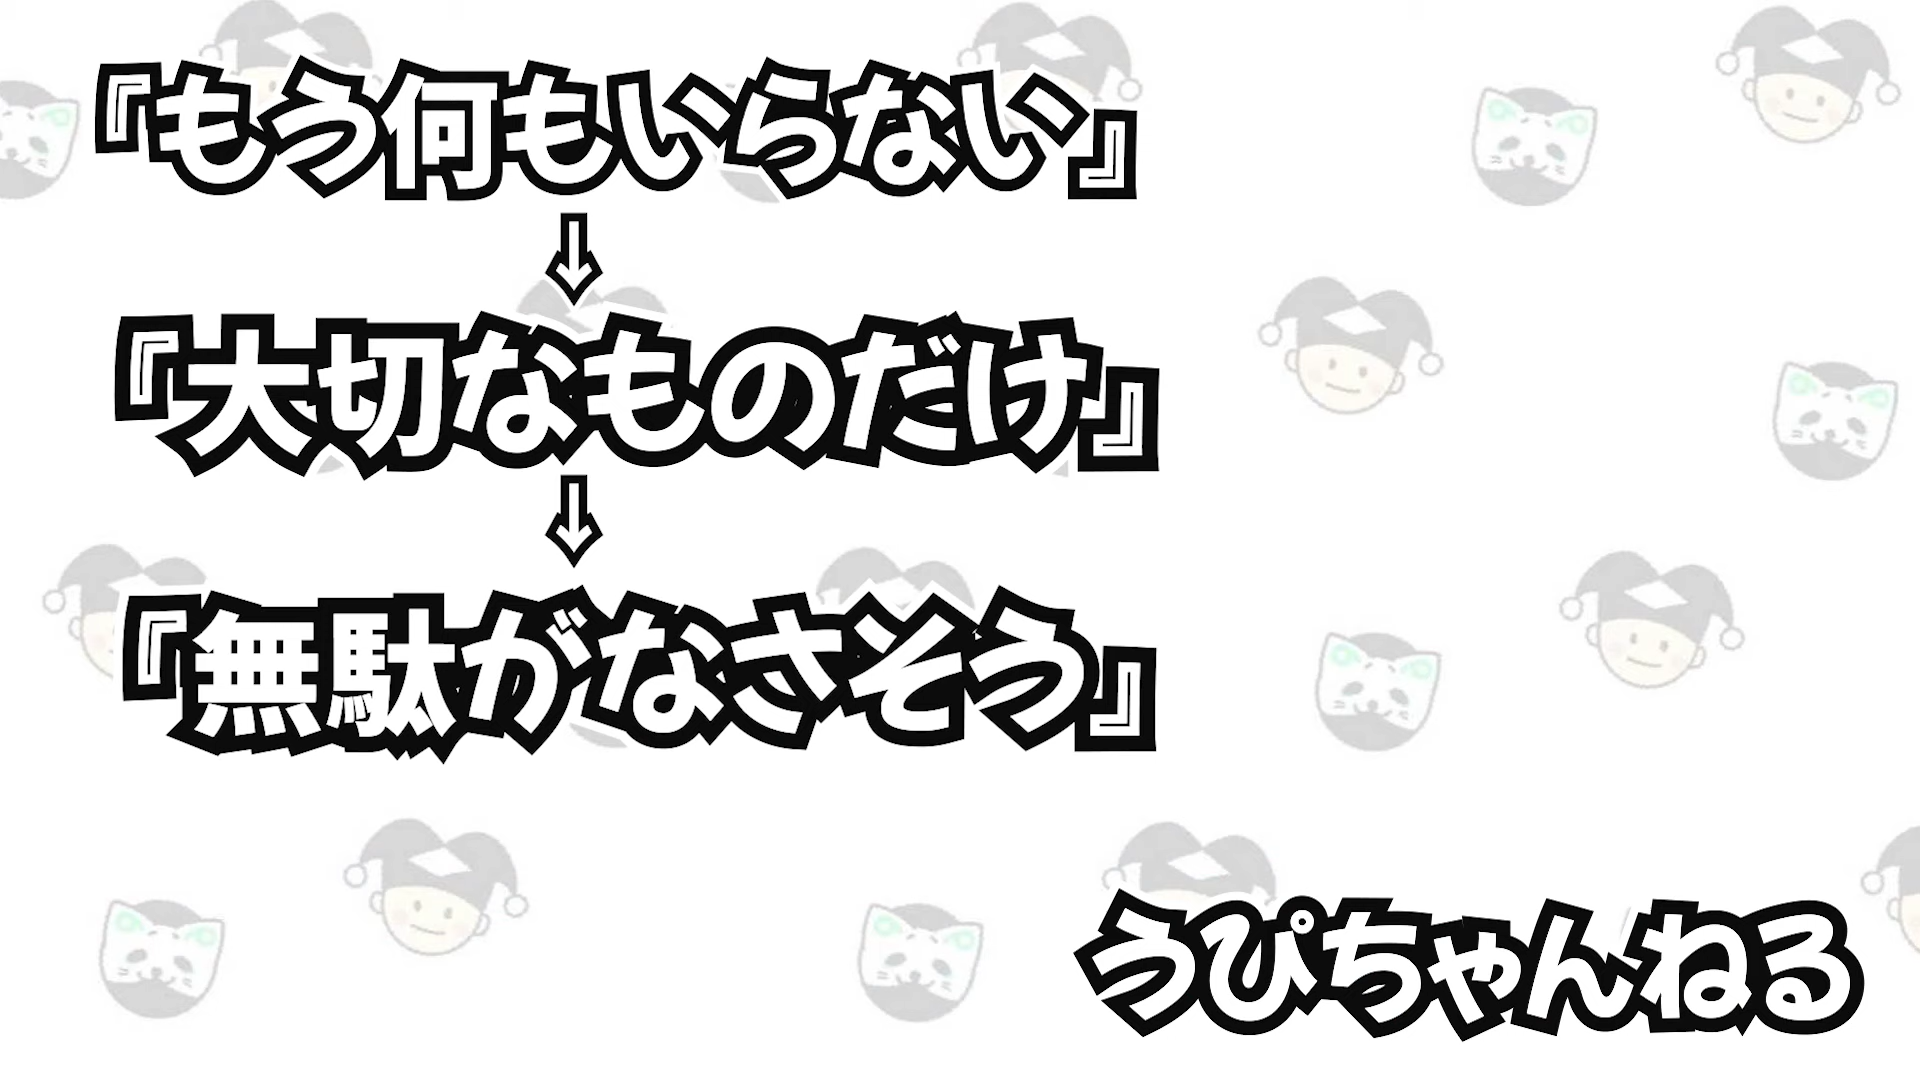 『もう何もいらない』
⇩
『大切なものだけ』
⇩
『無駄がなさそう』
うぴちゃんねる